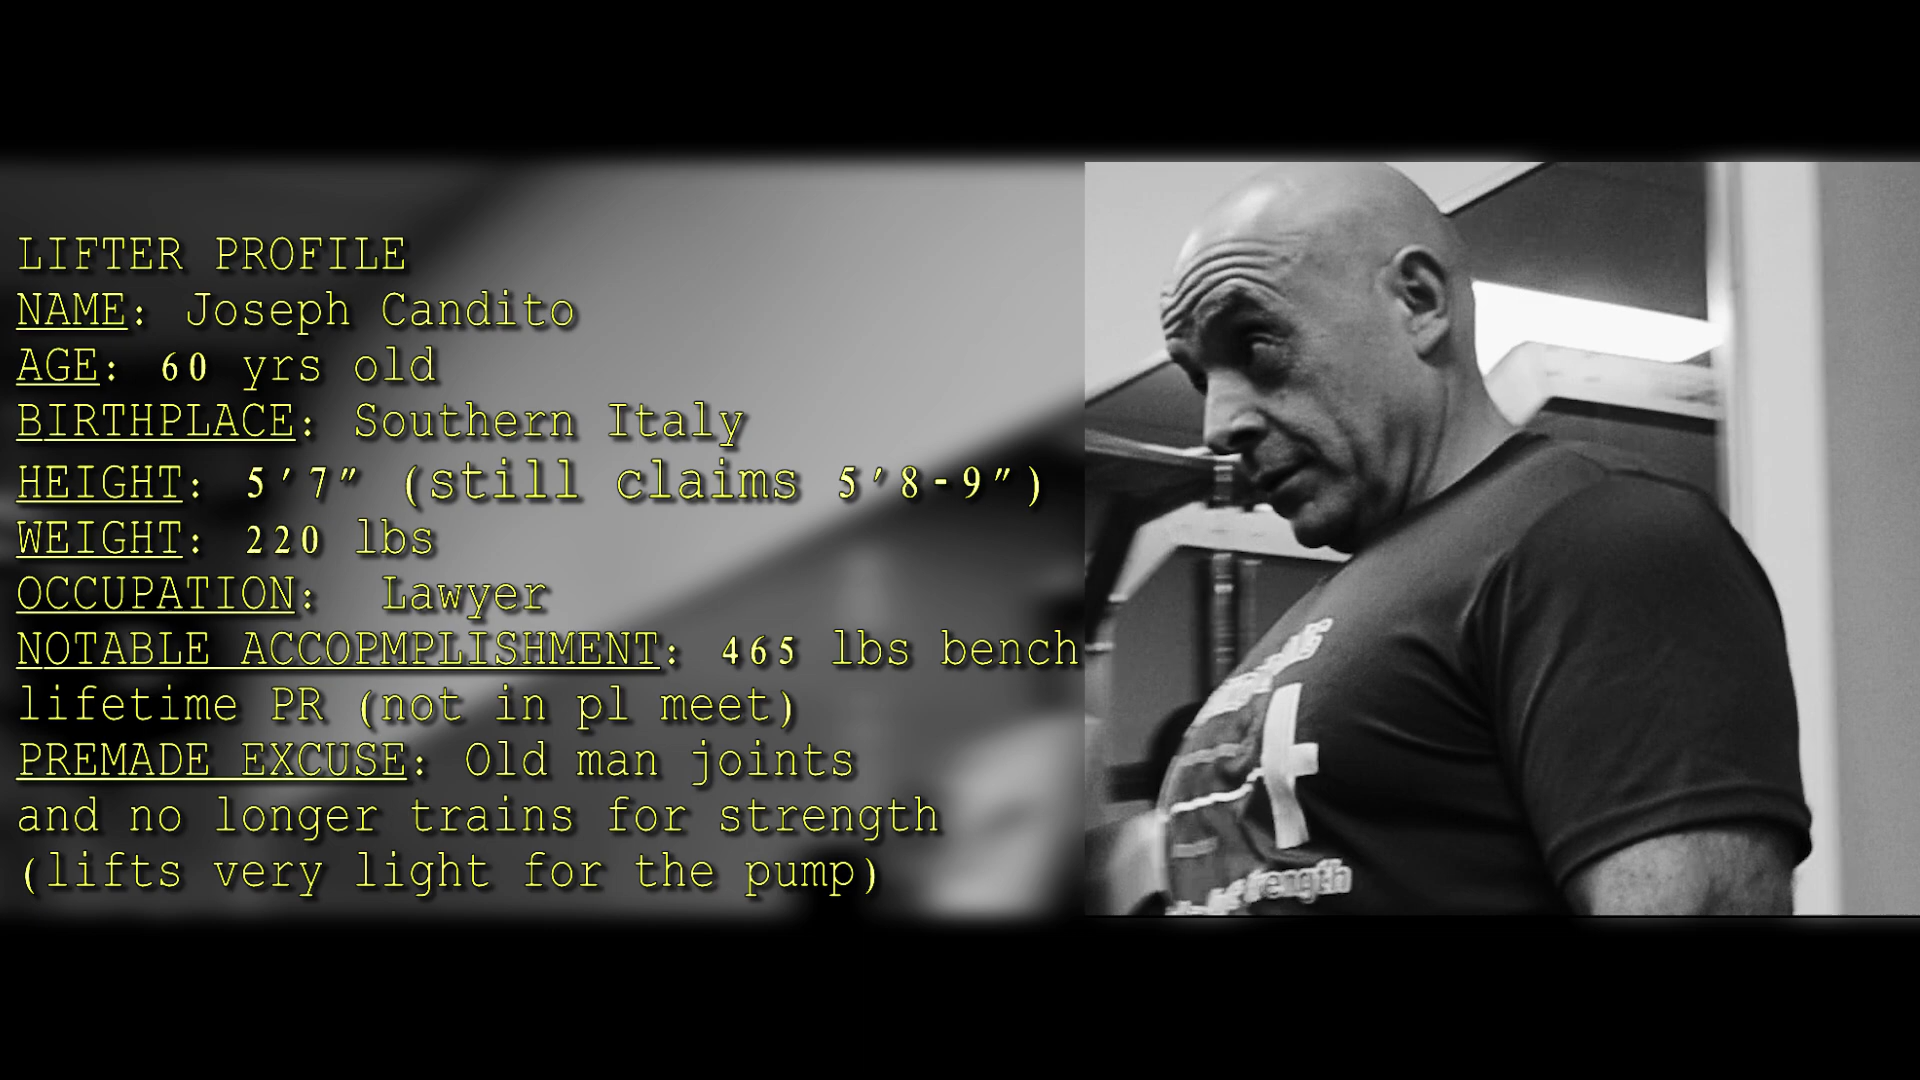 LIFTER PROFILE
NAME: Joseph Candito
AGE: 60 yrs old
BIRTHPLACE: Southern Italy
HEIGHT: 5'7" (still claims 5'8-9")
WEIGHT: 220 lbs
OCCUPATION: Lawyer
NOTABLE ACCOPMPLISHMENT: 465 lbs bench
lifetime PR (not in pl meet)
PREMADE EXCUSE: Old man joints
and no longer trains for strength
(lifts very light for the pump)